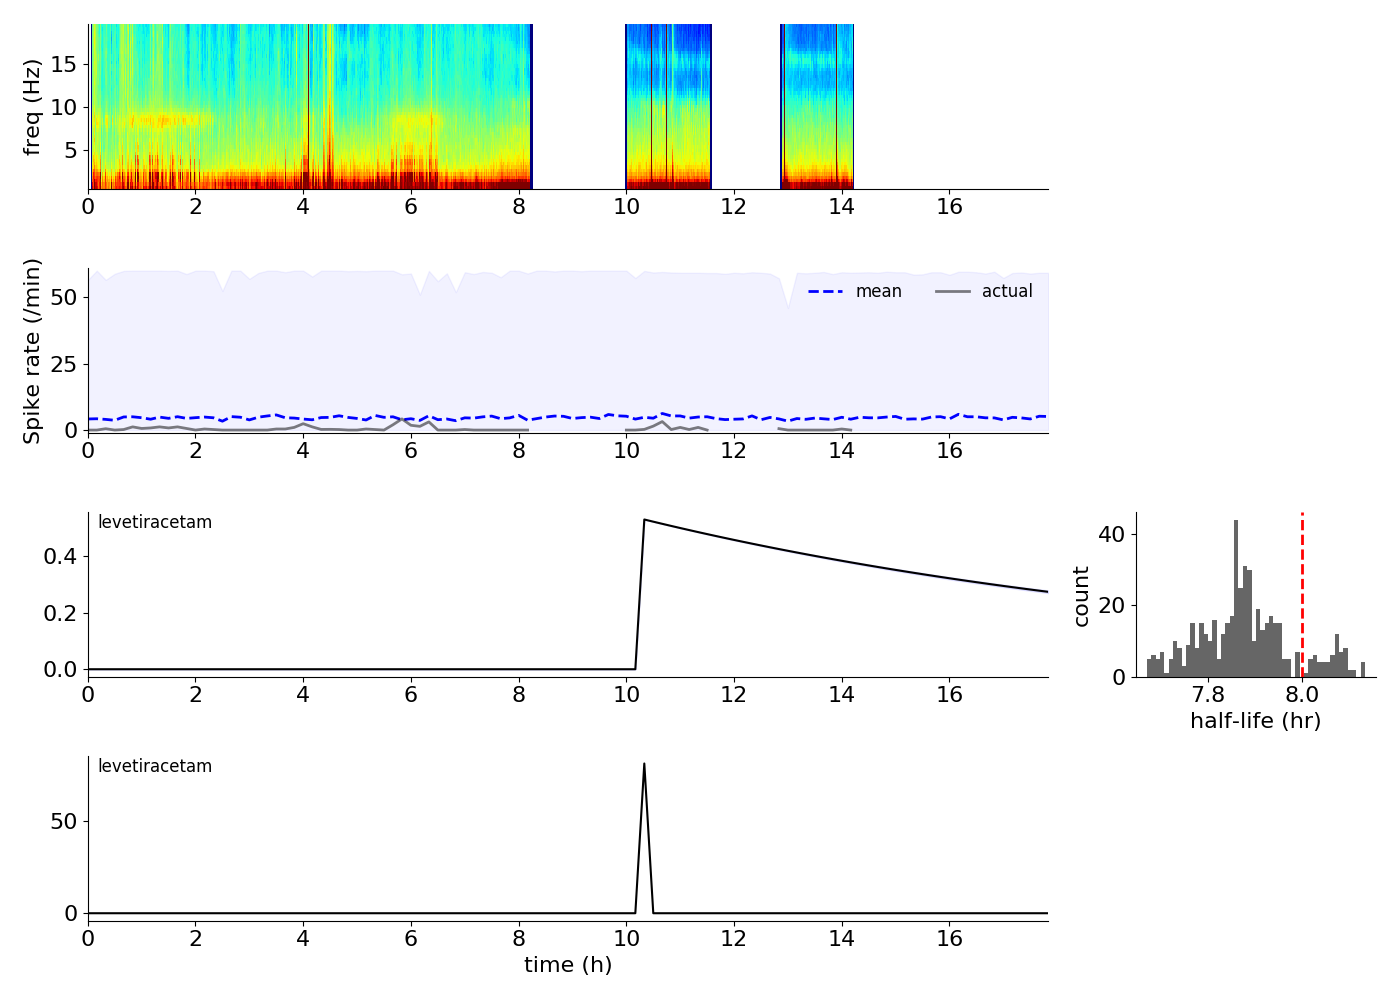 freq (Hz)
15
10
5
0 2 4 6 8 10 12 14 16
Spike rate (/min)
50
25
0
mean actual
0 2 4 6 8 10 12 14 16
levetiracetam
0.4
0.2
0.0
0 2 4 6 8 10 12 14 16
count
40
20
0
7.8 8.0
half-life (hr)
levetiracetam
50
0
0 2 4 6 8 10 12 14 16
time (h)